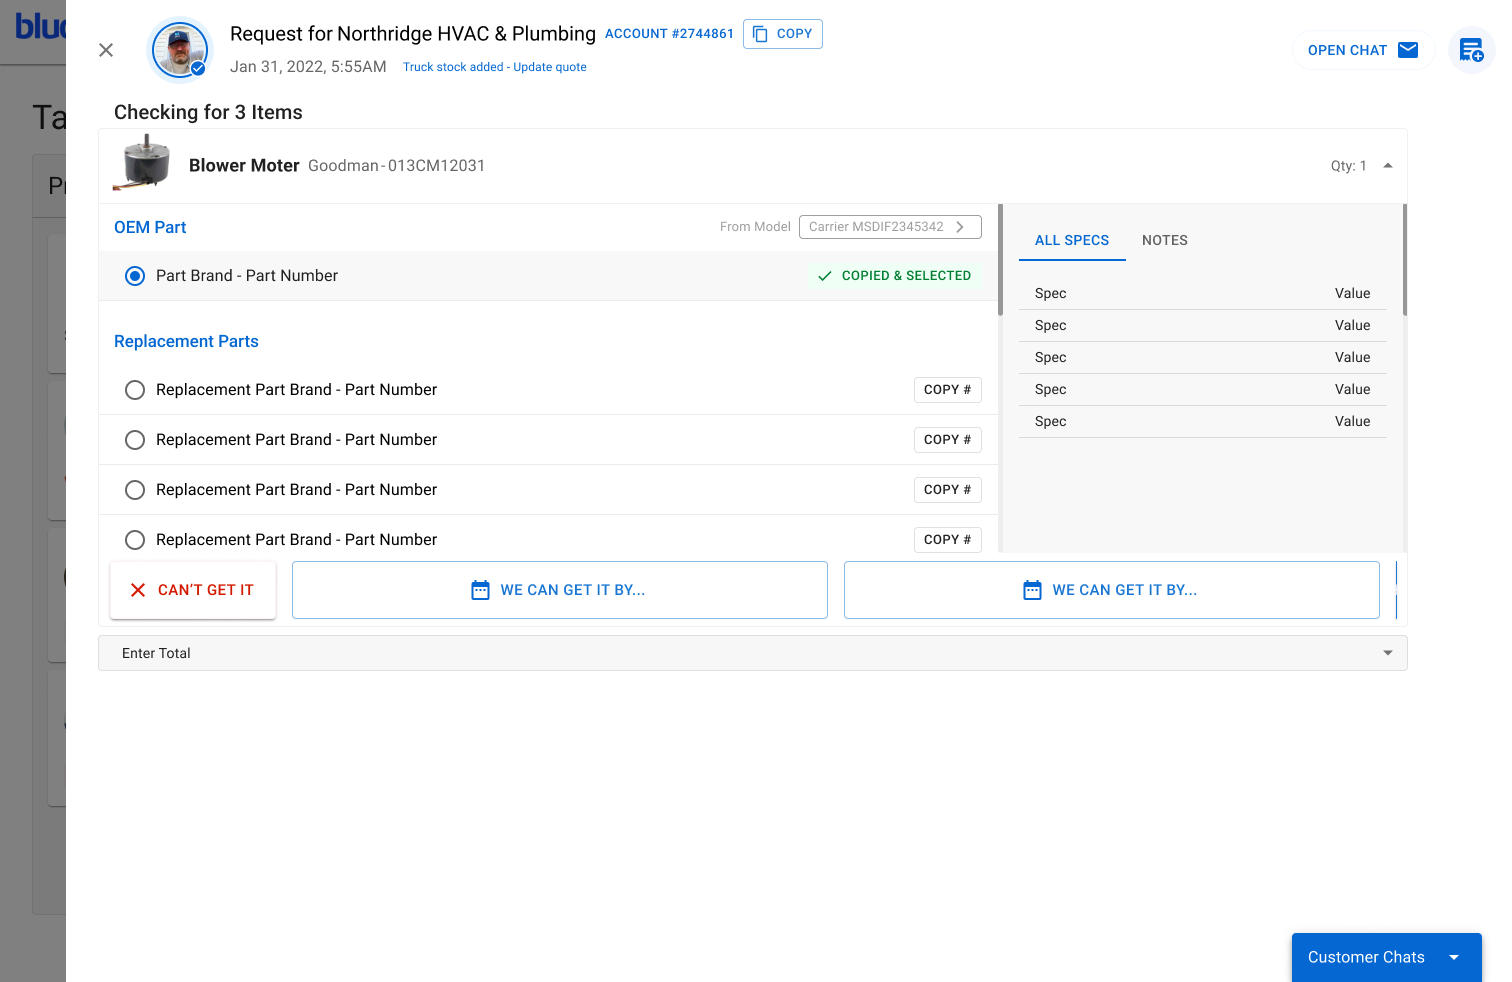 Request for Northridge HVAC & Plumbing ACCOUNT #2744861 COPY
Jan 31, 2022, 5:55AM Truck stock added - Update quote
OPEN CHAT
Checking for 3 Items
Blower Moter Goodman-013CM12031
Qty: 1
OEM Part
From Model Carrier MSDIF2345342
Part Brand - Part Number
COPIED & SELECTED
Replacement Parts
Replacement Part Brand - Part Number COPY #
Replacement Part Brand - Part Number COPY #
Replacement Part Brand - Part Number COPY #
Replacement Part Brand - Part Number COPY #
ALL SPECS NOTES
Spec Value
Spec Value
Spec Value
Spec Value
Spec Value
CAN'T GET IT
WE CAN GET IT BY...
WE CAN GET IT BY...
Enter Total
Customer Chats